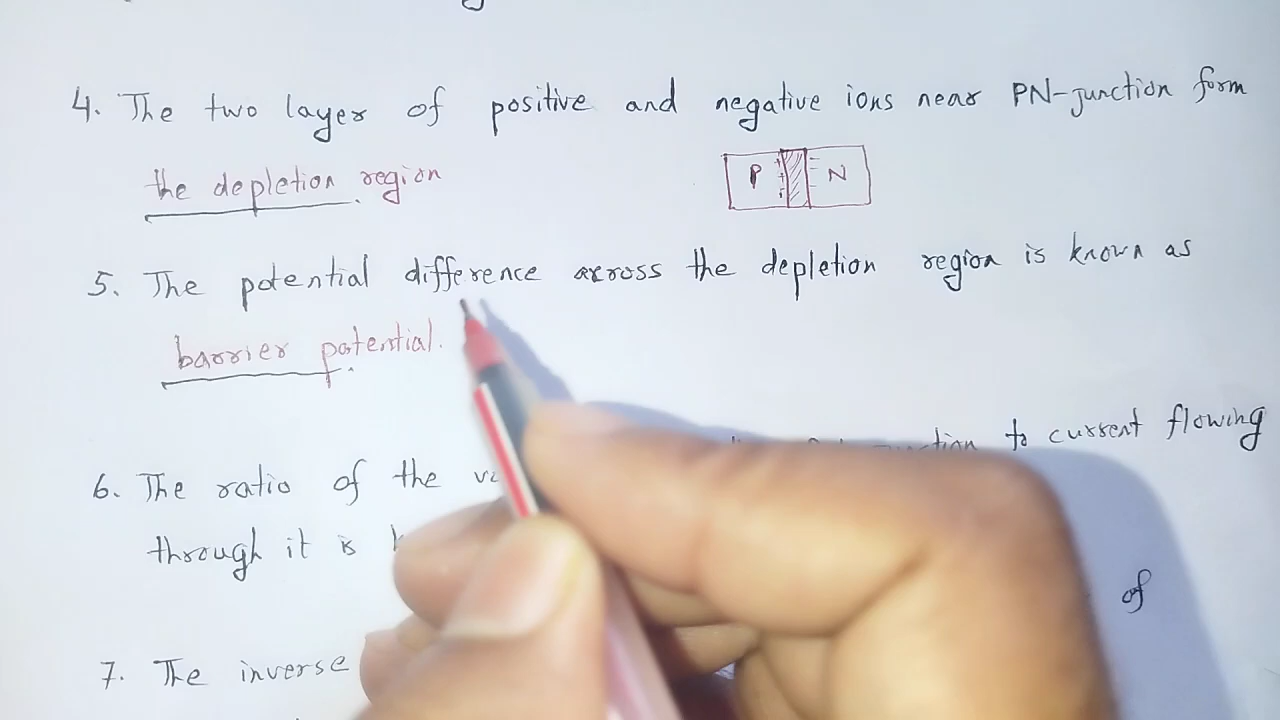 4. The two layer of positive and negative ions near PN-junction form
the depletion region
P N
5. The potential difference across the depletion region is known as
barrier potential.
6. The ratio of the to current flowing
through it is of
7. The inverse